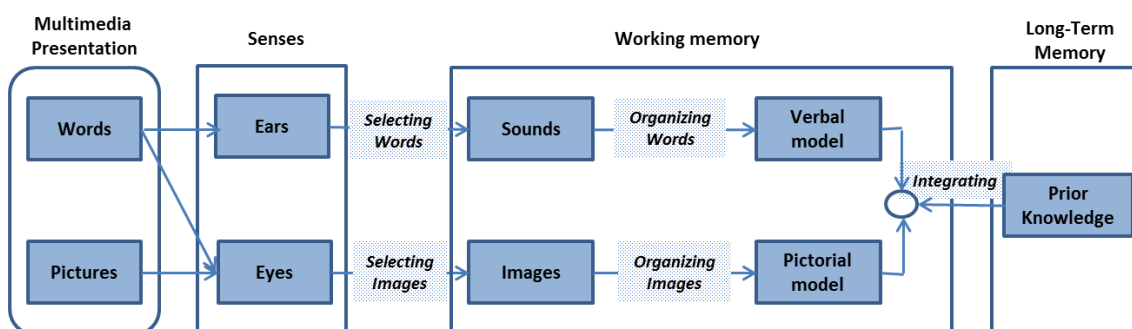 Multimedia
Presentation
Senses
Working memory
Long-Term
Memory
Words
Ears
Selecting
Words
Sounds
Organizing
Words
Verbal
model
Integrating
Prior
Knowledge
Pictures
Eyes
Selecting
Images
Images
Organizing
Images
Pictorial
model